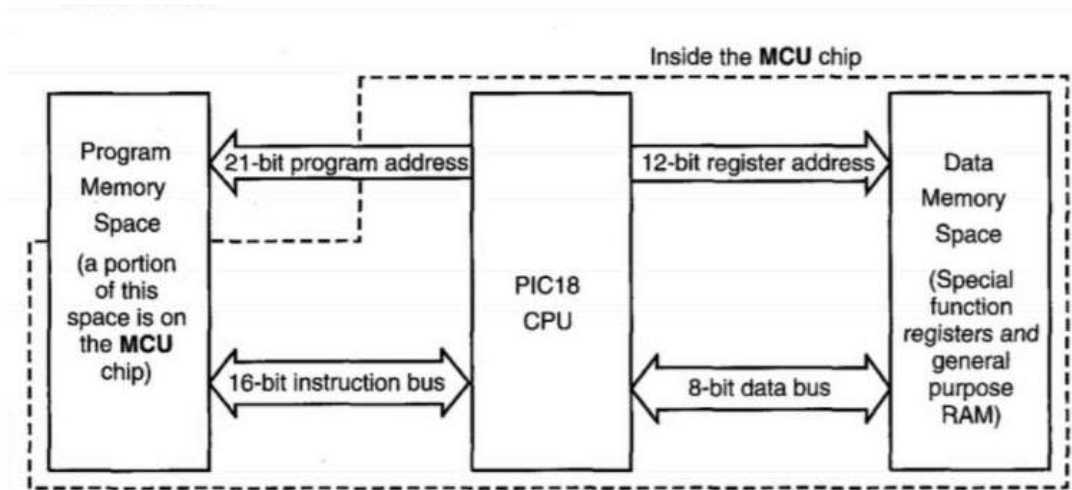 Inside the MCU chip
Program
Memory
Space
(a portion
of this
space is on
the MCU
chip)
21-bit program address
16-bit instruction bus
PIC18
CPU
12-bit register address
8-bit data bus
Data
Memory
Space
(Special
function
registers and
general
purpose
RAM)